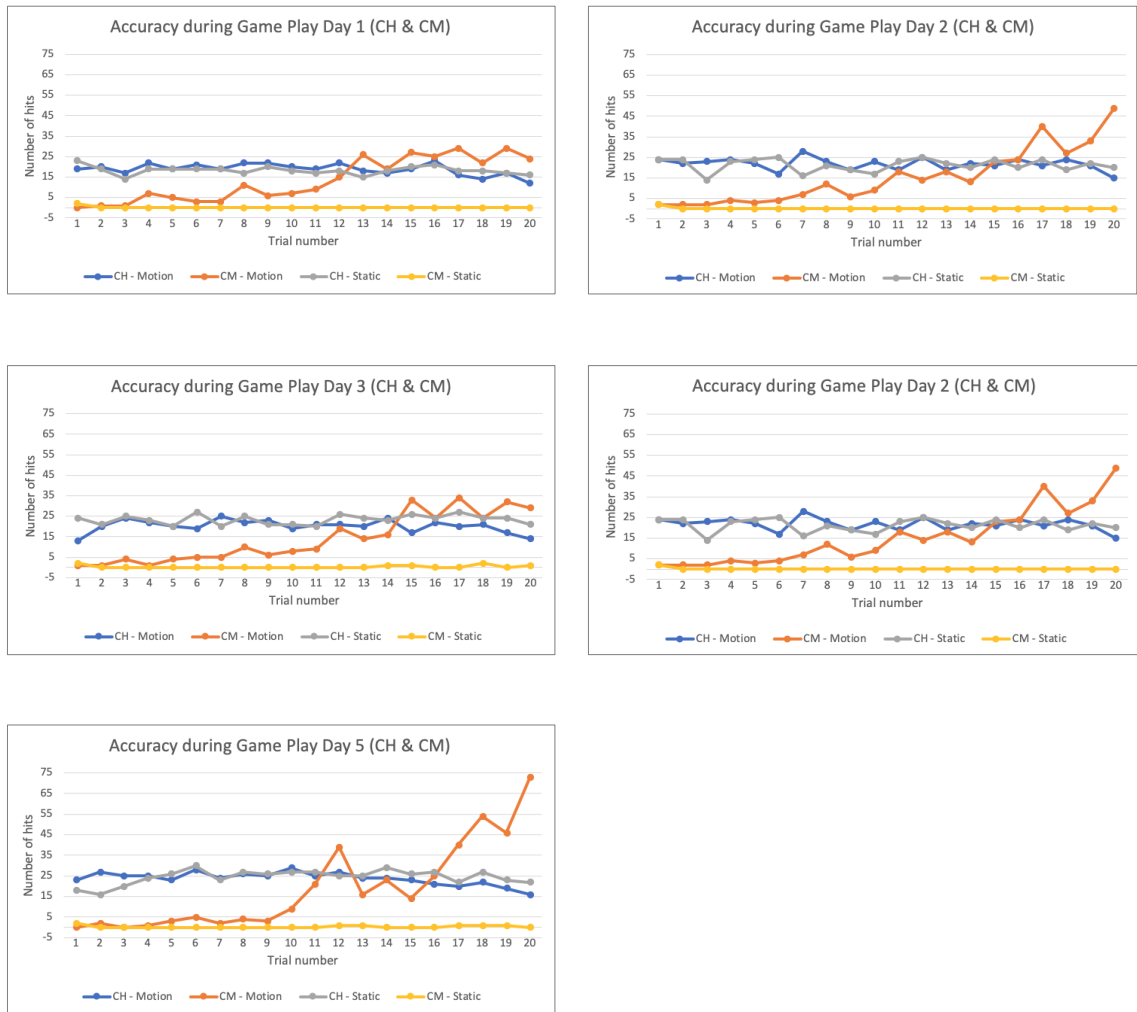 Accuracy during Game Play Day 1 (CH & CM)
Number of hits
75
65
55
45
35
25
15
5
-5
1 2 3 4 5 6 7 8 9 10 11 12 13 14 15 16 17 18 19 20
Trial number
CH - Motion CM - Motion CH - Static CM - Static
Accuracy during Game Play Day 2 (CH & CM)
Number of hits
75
65
55
45
35
25
15
5
-5
1 2 3 4 5 6 7 8 9 10 11 12 13 14 15 16 17 18 19 20
Trial number
CH - Motion CM - Motion CH - Static CM - Static
Accuracy during Game Play Day 3 (CH & CM)
Number of hits
75
65
55
45
35
25
15
5
-5
1 2 3 4 5 6 7 8 9 10 11 12 13 14 15 16 17 18 19 20
Trial number
CH - Motion CM - Motion CH - Static CM - Static
Accuracy during Game Play Day 2 (CH & CM)
Number of hits
75
65
55
45
35
25
15
5
-5
1 2 3 4 5 6 7 8 9 10 11 12 13 14 15 16 17 18 19 20
Trial number
CH - Motion CM - Motion CH - Static CM - Static
Accuracy during Game Play Day 5 (CH & CM)
Number of hits
75
65
55
45
35
25
15
5
-5
1 2 3 4 5 6 7 8 9 10 11 12 13 14 15 16 17 18 19 20
Trial number
CH - Motion CM - Motion CH - Static CM - Static